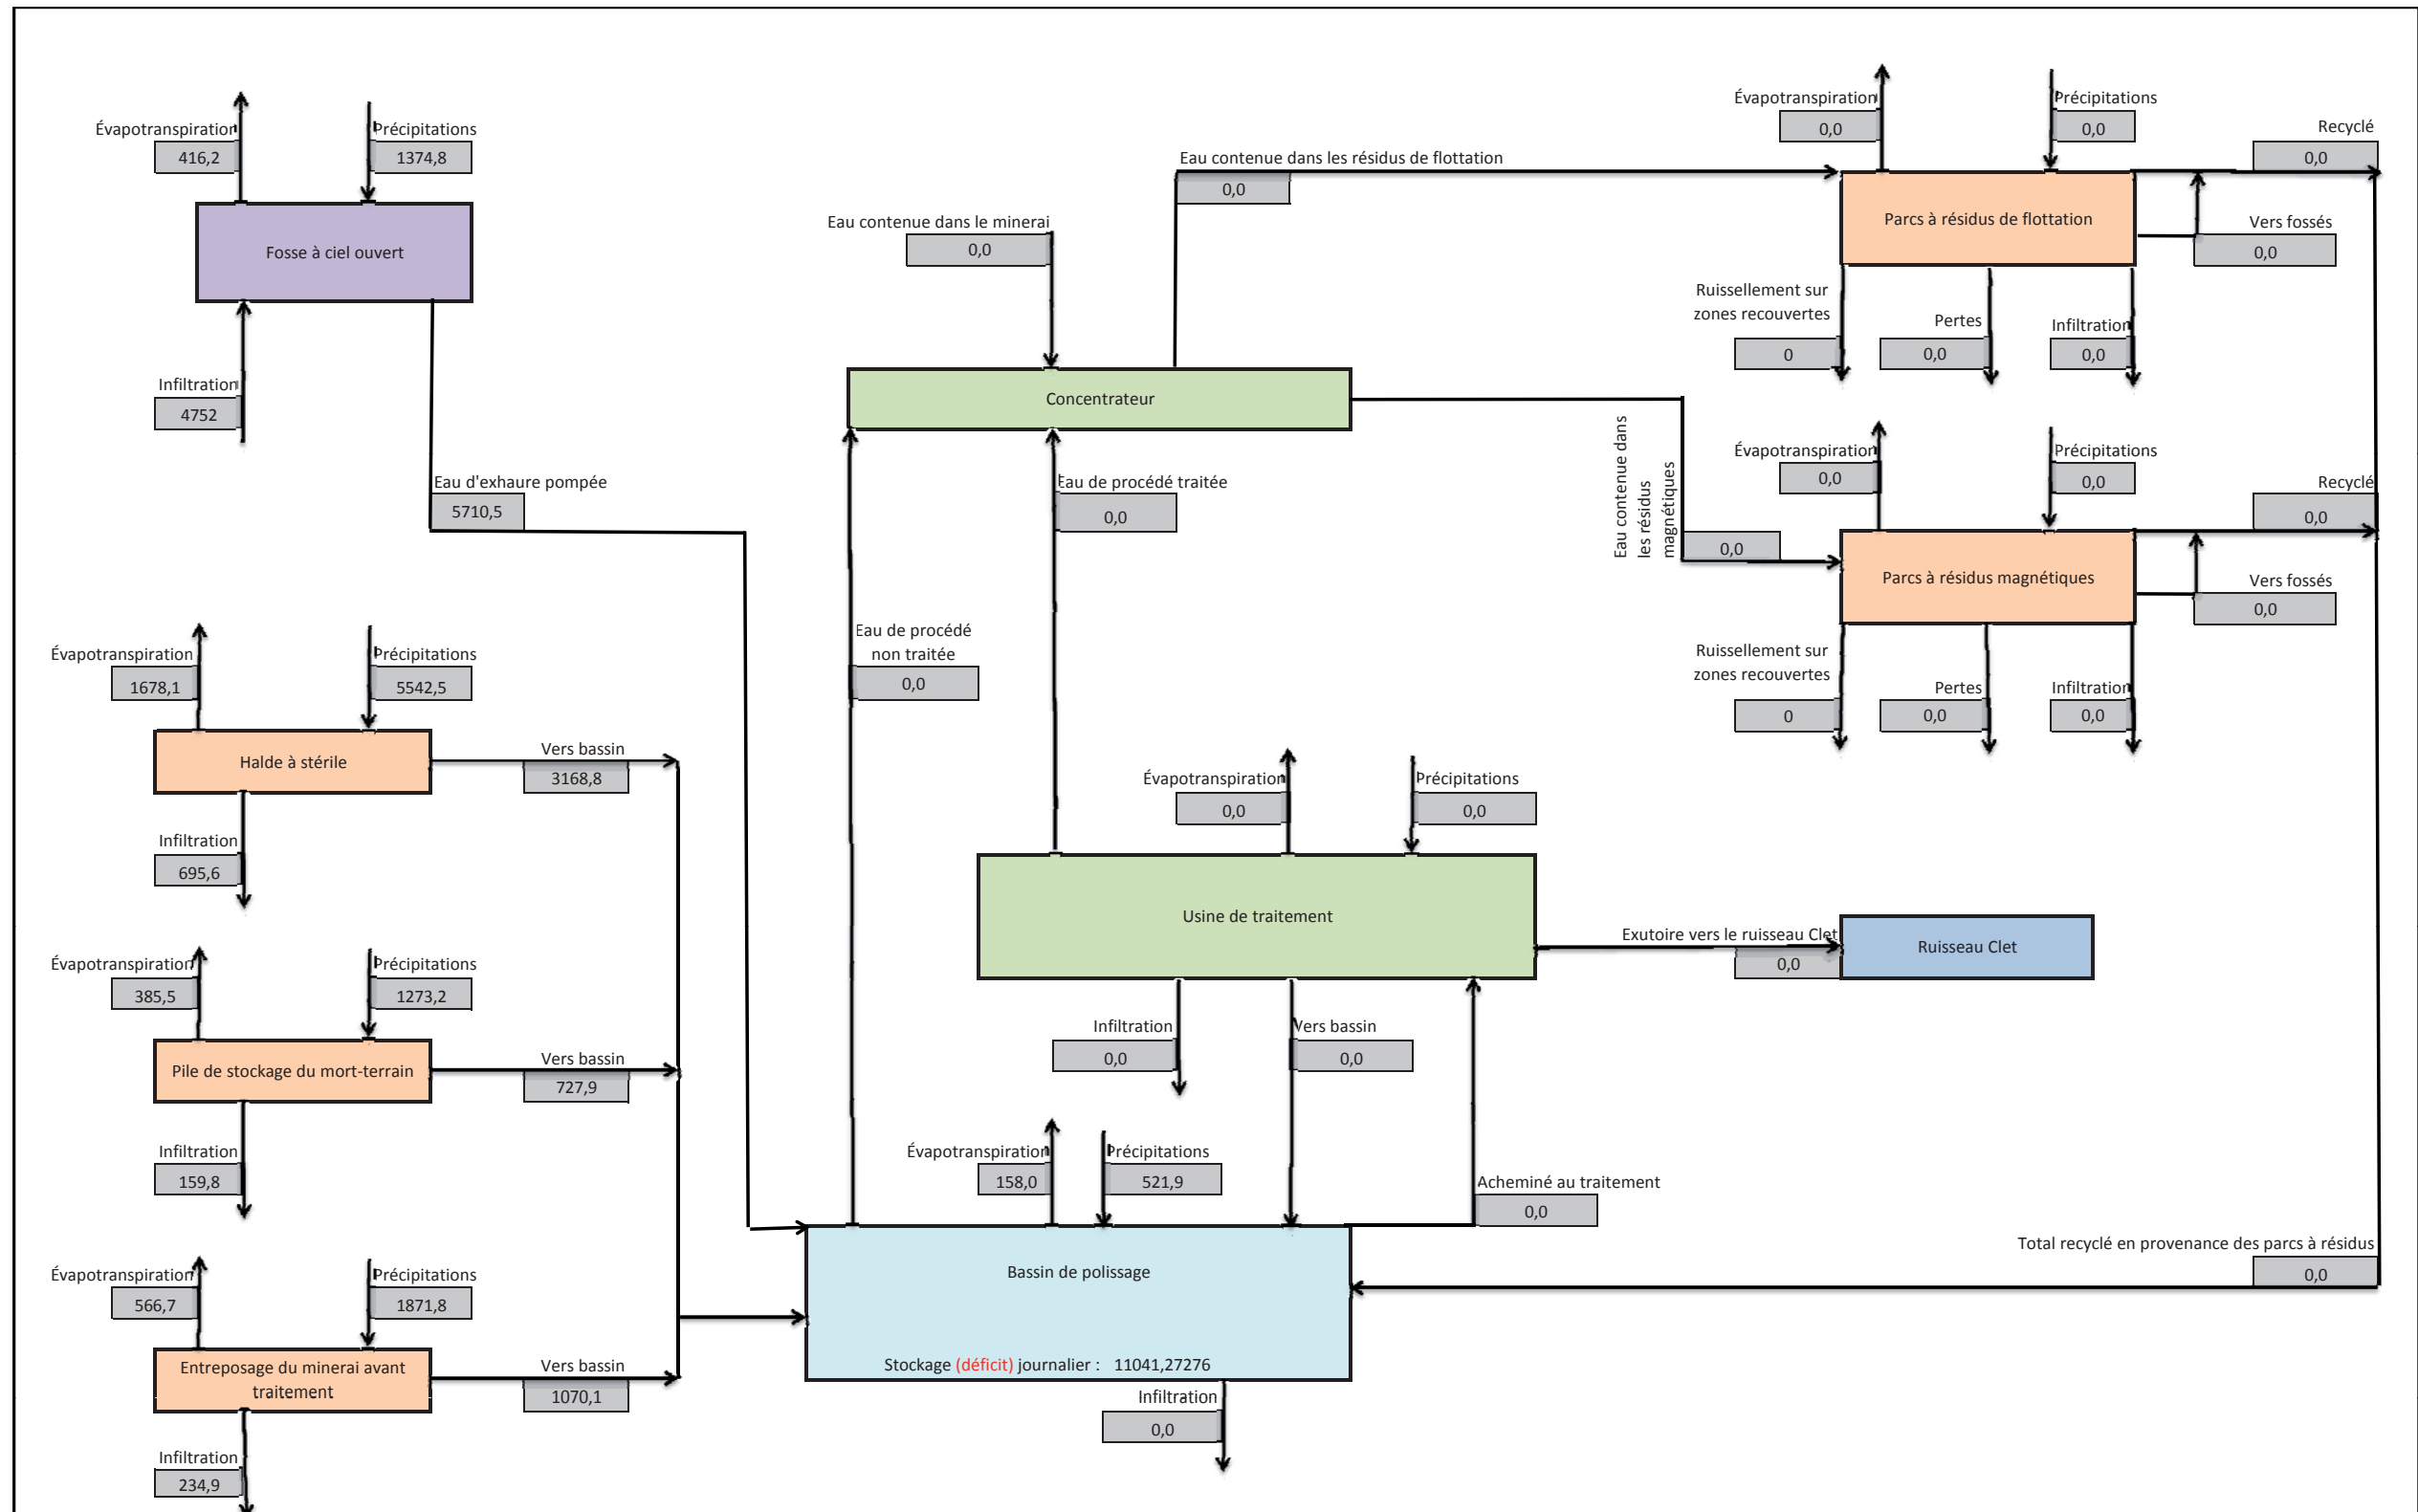 Évapotranspiration
416,2
Précipitations
1374,8
Fosse à ciel ouvert
Infiltration
4752
Eau d'exhaure pompée
5710,5
Évapotranspiration
1678,1
Précipitations
5542,5
Halde à stérile
Vers bassin
3168,8
Infiltration
695,6
Évapotranspiration
385,5
Précipitations
1273,2
Pile de stockage du mort-terrain
Vers bassin
727,9
Infiltration
159,8
Évapotranspiration
566,7
Précipitations
1871,8
Entreposage du minerai avant
traitement
Vers bassin
1070,1
Infiltration
234,9
Eau contenue dans le minerai
0,0
Eau contenue dans les résidus de flottation
0,0
Concentrateur
Eau de procédé traitée
0,0
Eau de procédé
non traitée
0,0
Eau contenue dans
les résidus
magnétiques
0,0
Évapotranspiration
0,0
Précipitations
0,0
Usine de traitement
Exutoire vers le ruisseau Clet
0,0
Ruisseau Clet
Infiltration
0,0
Vers bassin
0,0
Évapotranspiration
158,0
Précipitations
521,9
Acheminé au traitement
0,0
Bassin de polissage
Stockage (déficit) journalier : 11041,27276
Infiltration
0,0
Évapotranspiration
0,0
Précipitations
0,0
Recyclé
0,0
Parcs à résidus de flottation
Vers fossés
0,0
Ruissellement sur
zones recouvertes
0
Pertes
0,0
Infiltration
0,0
Évapotranspiration
0,0
Précipitations
0,0
Recyclé
0,0
Parcs à résidus magnétiques
Vers fossés
0,0
Ruissellement sur
zones recouvertes
0
Pertes
0,0
Infiltration
0,0
Total recyclé en provenance des parcs à résidus
0,0